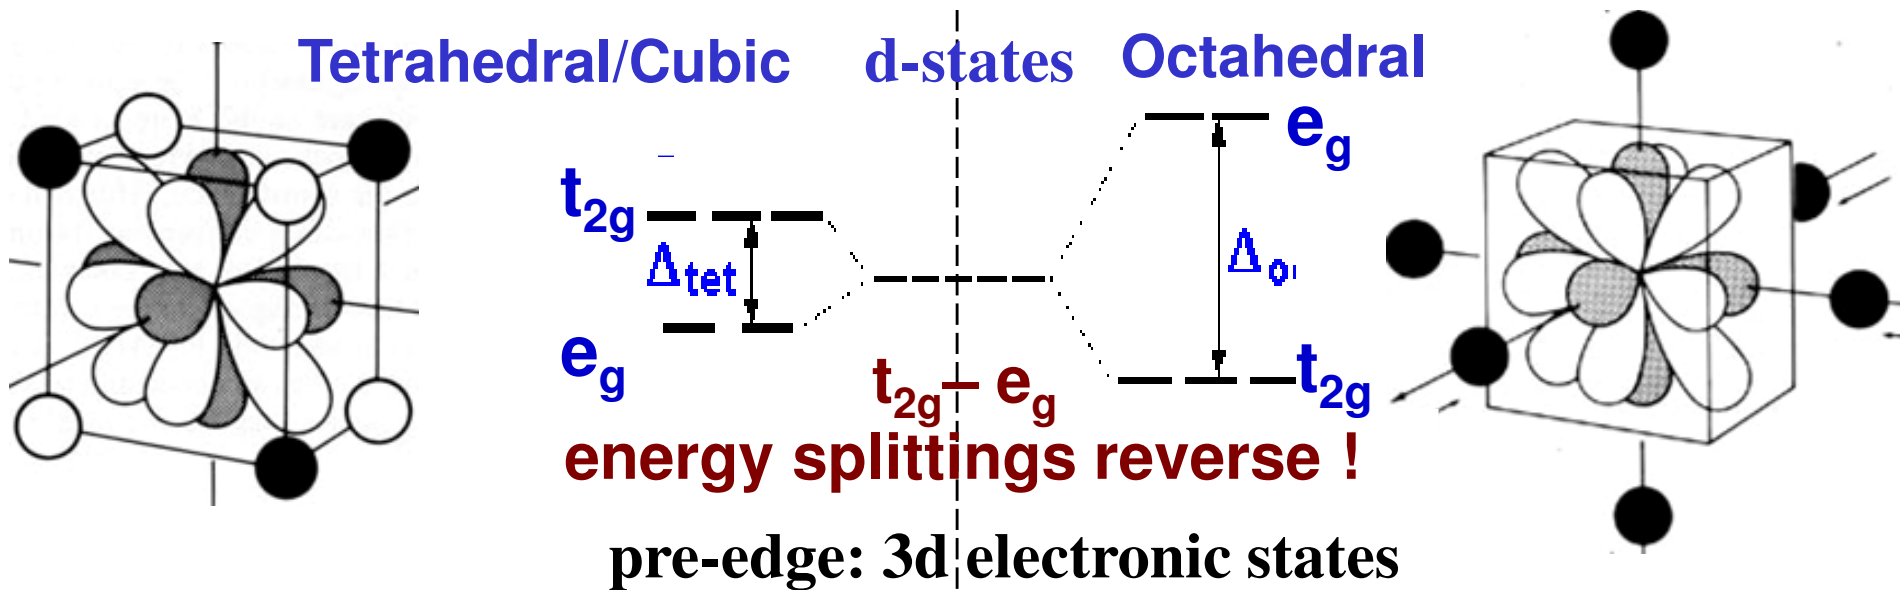 Tetrahedral/Cubic d-states Octahedral
e_g
t_2g
Δ_tet
Δ_o
e_g
t_2g
t_2g – e_g
energy splittings reverse !
pre-edge: 3d electronic states